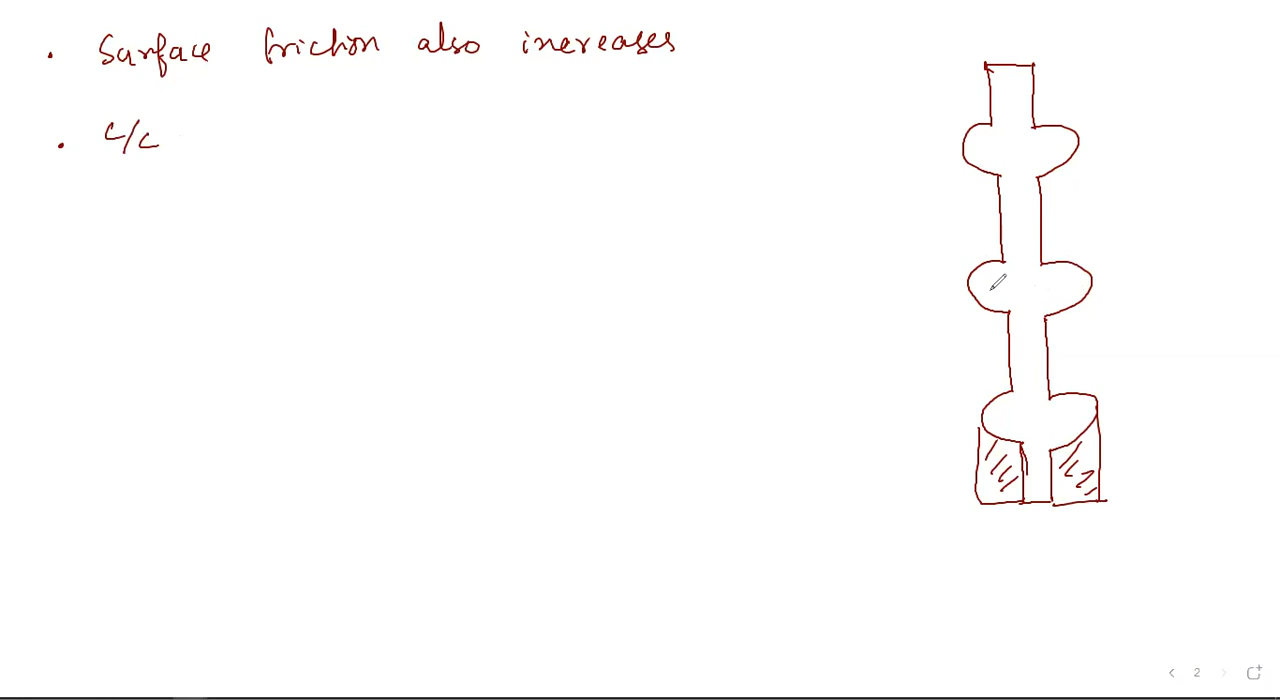 . Surface friction also increases
. c/c
2